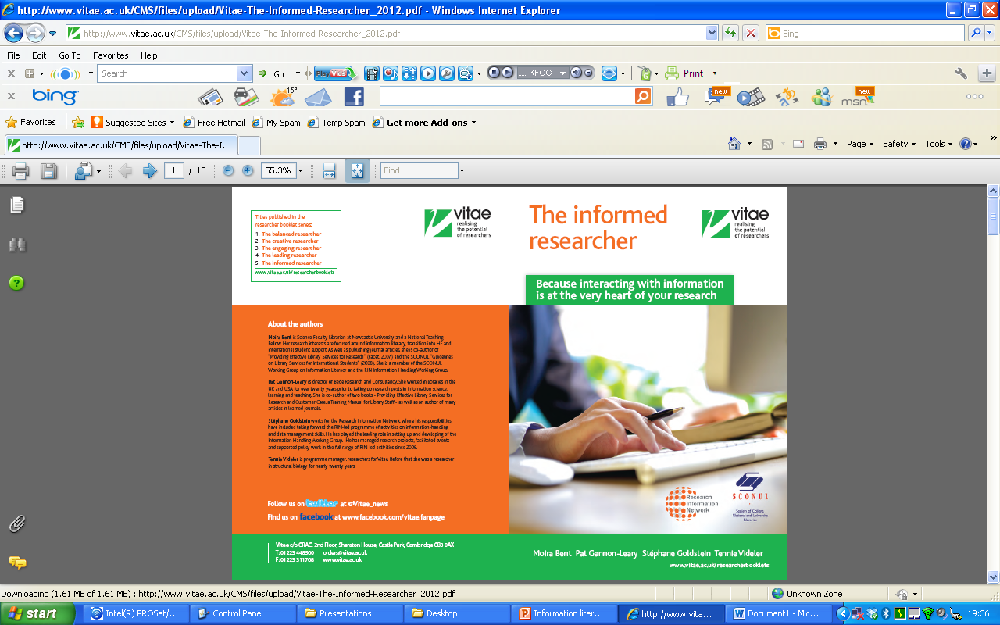 http://www.vitae.ac.uk/CMS/files/upload/Vitae-The-Informed-Researcher_2012.pdf - Windows Internet Explorer
http://www.vitae.ac.uk/CMS/files/upload/Vitae-The-Informed-Researcher_2012.pdf
Bing
File Edit Go To Favorites Help
Search Go Play Vids ...... KFOG Print
bing 15° new new msn
Favorites Suggested Sites Free Hotmail My Spam Temp Spam Get more Add-ons
http://www.vitae.ac.uk/CMS/files/upload/Vitae-The-I...
Page Safety Tools
1 / 10 55.3% Find
Titles published in the
researcher booklet series:
1. The balanced researcher
2. The creative researcher
3. The engaging researcher
4. The leading researcher
5. The informed researcher
www.vitae.ac.uk/researcherbooklets
vitae
realising
the potential
of researchers
The informed
researcher
vitae
realising
the potential
of researchers
Because interacting with information
is at the very heart of your research
About the authors
Moira Bent is Science Faculty Librarian at Newcastle University and a National Teaching
Fellow. Her research interests are focused around information literacy, transition into HE and
international student support. As well as publishing journal articles, she is co-author of
"Providing Effective Library Services for Research" (Facet, 2007) and the SCONUL "Guidelines
on Library Services for International Students" (2008). She is a member of the SCONUL
Working Group on Information Literacy and the RIN Information Handling Working Group.
Pat Gannon-Leary is director of Bede Research and Consultancy. She worked in libraries in the
UK and USA for over twenty years prior to taking up research posts in information science,
learning and teaching. She is co-author of two books - Providing Effective Library Services for
Research and Customer Care: a Training Manual for Library Staff - as well as an author of many
articles in learned journals.
Stéphane Goldstein works for the Research Information Network, where his responsibilities
have included taking forward the RIN-led programme of activities on information-handling
and data management skills. He has played the leading role in setting up and developing of the
Information Handling Working Group. He has managed research projects, facilitated events
and supported policy work in the full range of RIN-led activities since 2005.
Tennie Videler is programme manager: researchers for Vitae. Before that she was a researcher
in structural biology for nearly twenty years.
Follow us on twitter at @Vitae_news
Find us on facebook at www.facebook.com/vitae.fanpage
Research
Information
Network
SCONUL
Society of College
National and University
Libraries
Vitae c/o CRAC, 2nd Floor, Sheraton House, Castle Park, Cambridge CB3 0AX
T: 01223 448500 orders@vitae.ac.uk
F: 01223 311708 www.vitae.ac.uk
Moira Bent Pat Gannon-Leary Stéphane Goldstein Tennie Videler
www.vitae.ac.uk/researcherbooklets
Downloading (1.61 MB of 1.61 MB) : http://www.vitae.ac.uk/CMS/files/upload/Vitae-The-Informed-Researcher_2012.pdf Unknown Zone
start Intel(R) PROSet/... Control Panel Presentations Desktop Information liter... http://www.vita... Document1 - Mic... 19:36